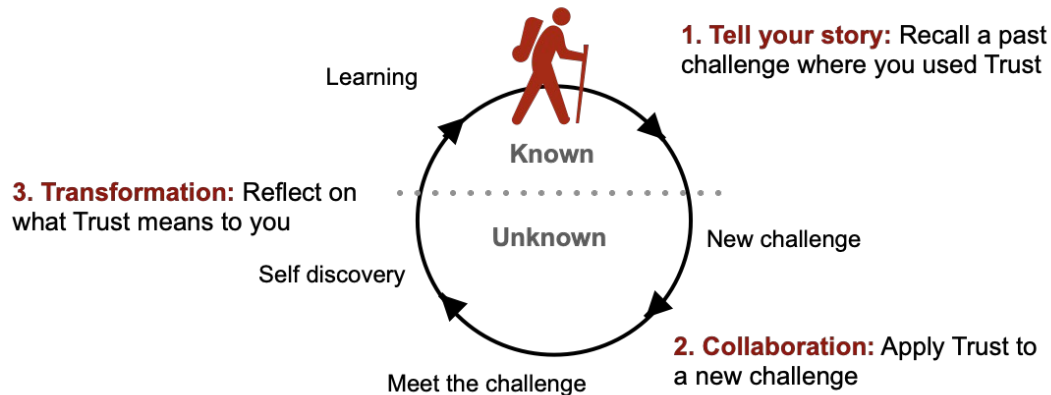 1. Tell your story: Recall a past
challenge where you used Trust
Learning
Known
3. Transformation: Reflect on
what Trust means to you
Unknown
New challenge
Self discovery
2. Collaboration: Apply Trust to
a new challenge
Meet the challenge